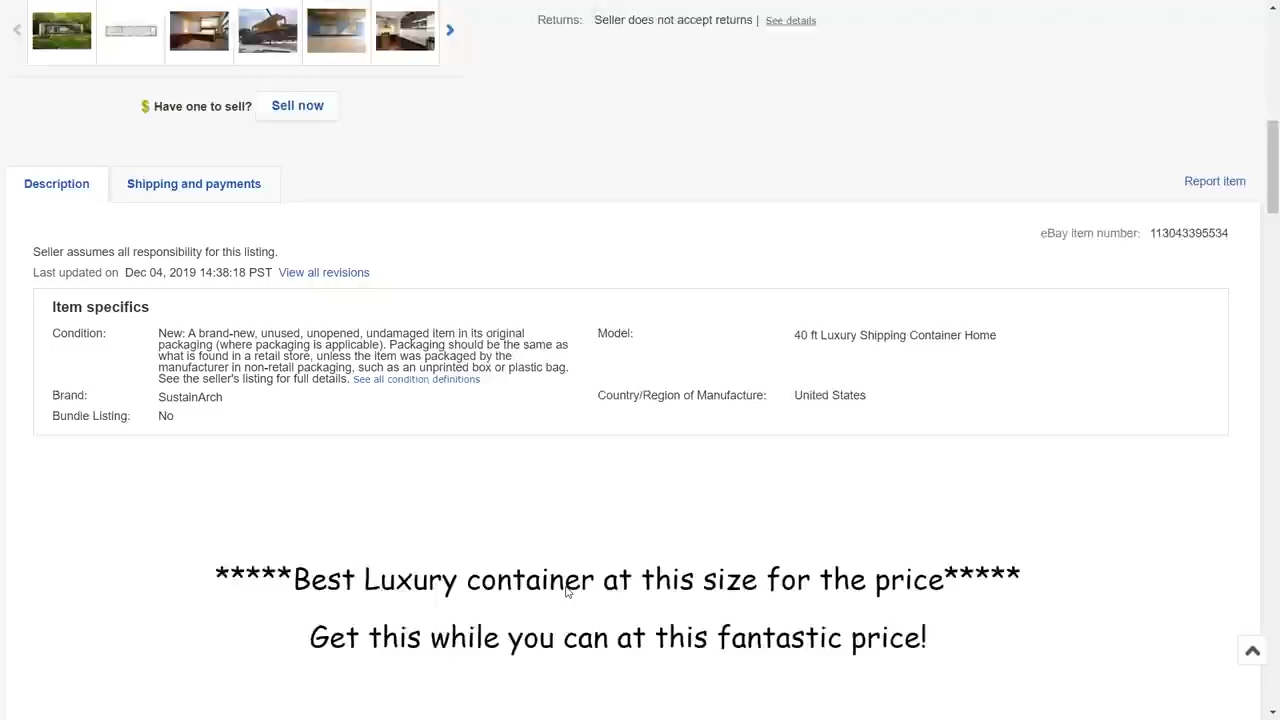 Returns: Seller does not accept returns | See details
$ Have one to sell? Sell now
Description Shipping and payments
Report item
eBay item number: 113043395534
Seller assumes all responsibility for this listing.
Last updated on Dec 04, 2019 14:38:18 PST View all revisions
Item specifics
Condition: New: A brand-new, unused, unopened, undamaged item in its original
packaging (where packaging is applicable). Packaging should be the same as
what is found in a retail store, unless the item was packaged by the
manufacturer in non-retail packaging, such as an unprinted box or plastic bag.
See the seller's listing for full details. See all condition definitions
Model: 40 ft Luxury Shipping Container Home
Brand: SustainArch
Country/Region of Manufacture: United States
Bundle Listing: No
*****Best Luxury container at this size for the price*****
Get this while you can at this fantastic price!